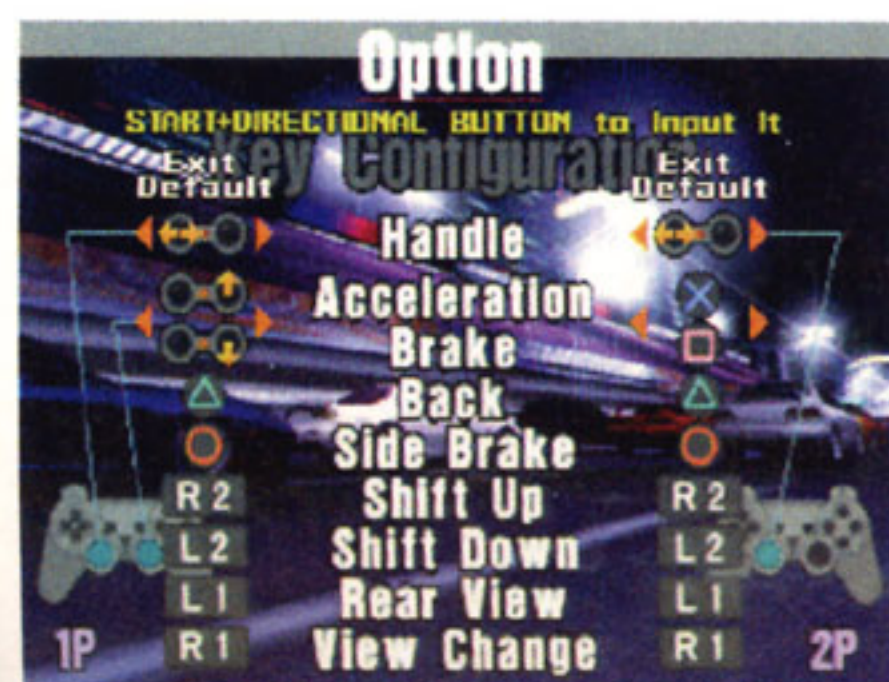 Option
START+DIRECTIONAL BUTTON to Input It
Key Configuration
Exit Exit
Default Default
Handle
Acceleration
Brake
Back
Side Brake
R2 Shift Up R2
L2 Shift Down L2
L1 Rear View L1
R1 View Change R1
1P 2P